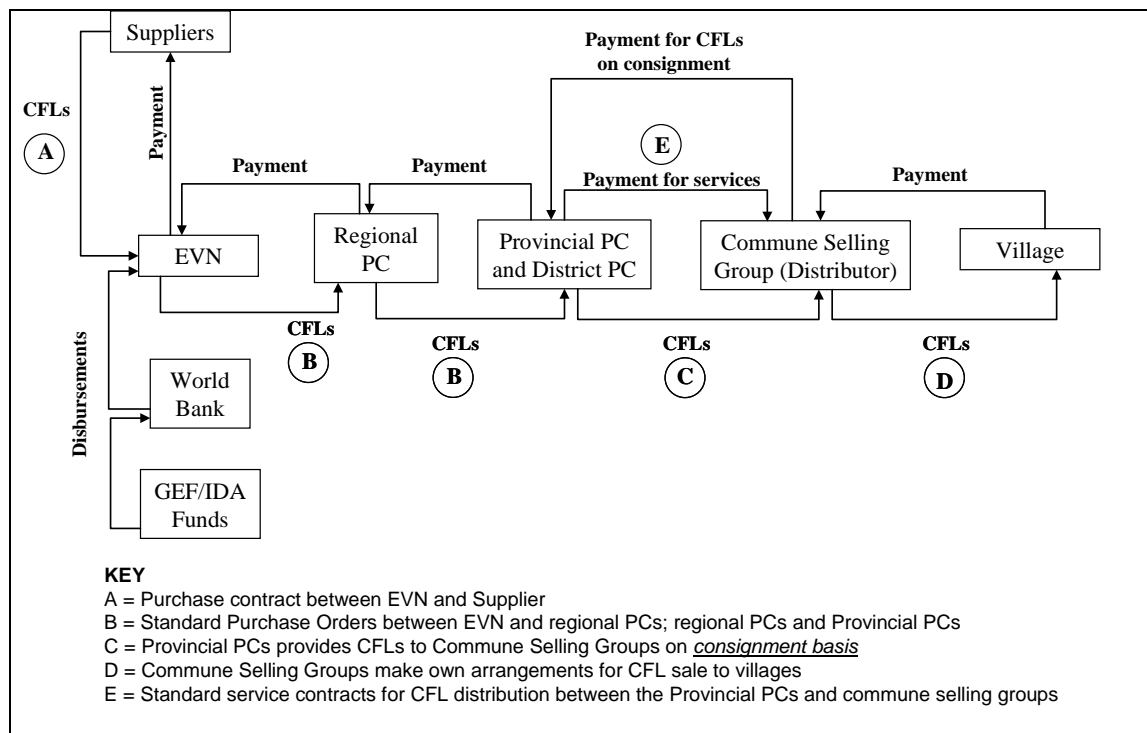 Suppliers
Payment for CFLs
on consignment
CFLs
A
Payment
E
Payment
Payment
Payment for services
Payment
EVN
Regional
PC
Provincial PC
and District PC
Commune Selling
Group (Distributor)
Village
CFLs
B
CFLs
B
CFLs
C
CFLs
D
Disbursements
World
Bank
GEF/IDA
Funds
KEY
A = Purchase contract between EVN and Supplier
B = Standard Purchase Orders between EVN and regional PCs; regional PCs and Provincial PCs
C = Provincial PCs provides CFLs to Commune Selling Groups on consignment basis
D = Commune Selling Groups make own arrangements for CFL sale to villages
E = Standard service contracts for CFL distribution between the Provincial PCs and commune selling groups